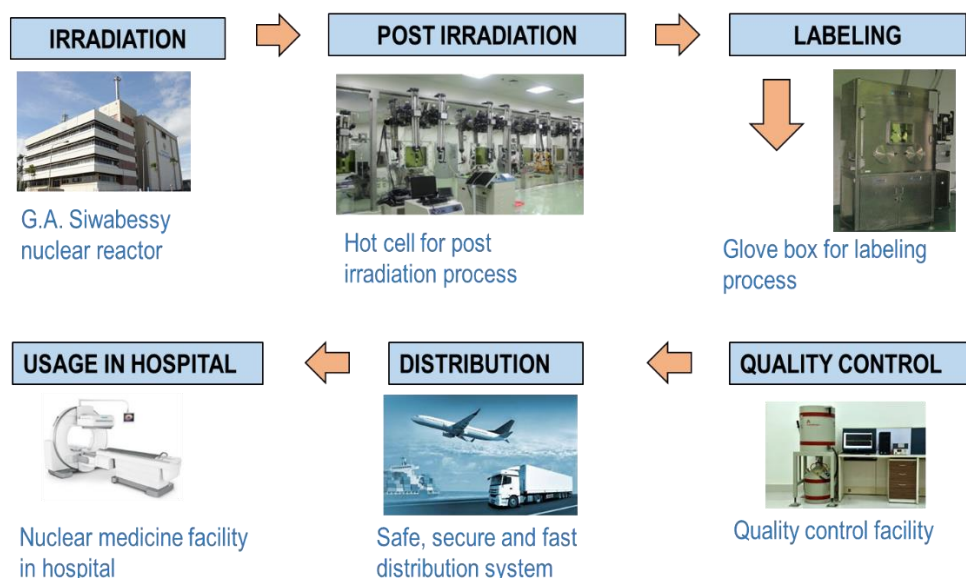 IRRADIATION
POST IRRADIATION
LABELING
G.A. Siwabessy
nuclear reactor
Hot cell for post
irradiation process
Glove box for labeling
process
USAGE IN HOSPITAL
DISTRIBUTION
QUALITY CONTROL
Nuclear medicine facility
in hospital
Safe, secure and fast
distribution system
Quality control facility